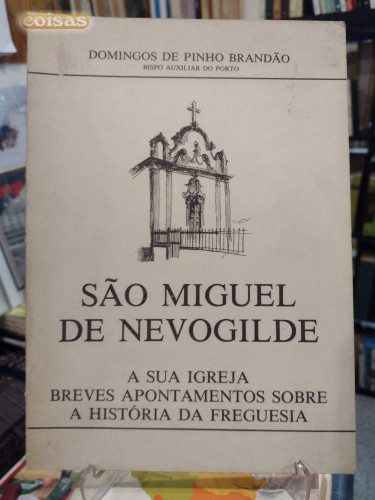 coisas
DOMINGOS DE PINHO BRANDÃO
BISPO AUXILIAR DO PORTO
SÃO MIGUEL
DE NEVOGILDE
A SUA IGREJA
BREVES APONTAMENTOS SOBRE
A HISTÓRIA DA FREGUESIA